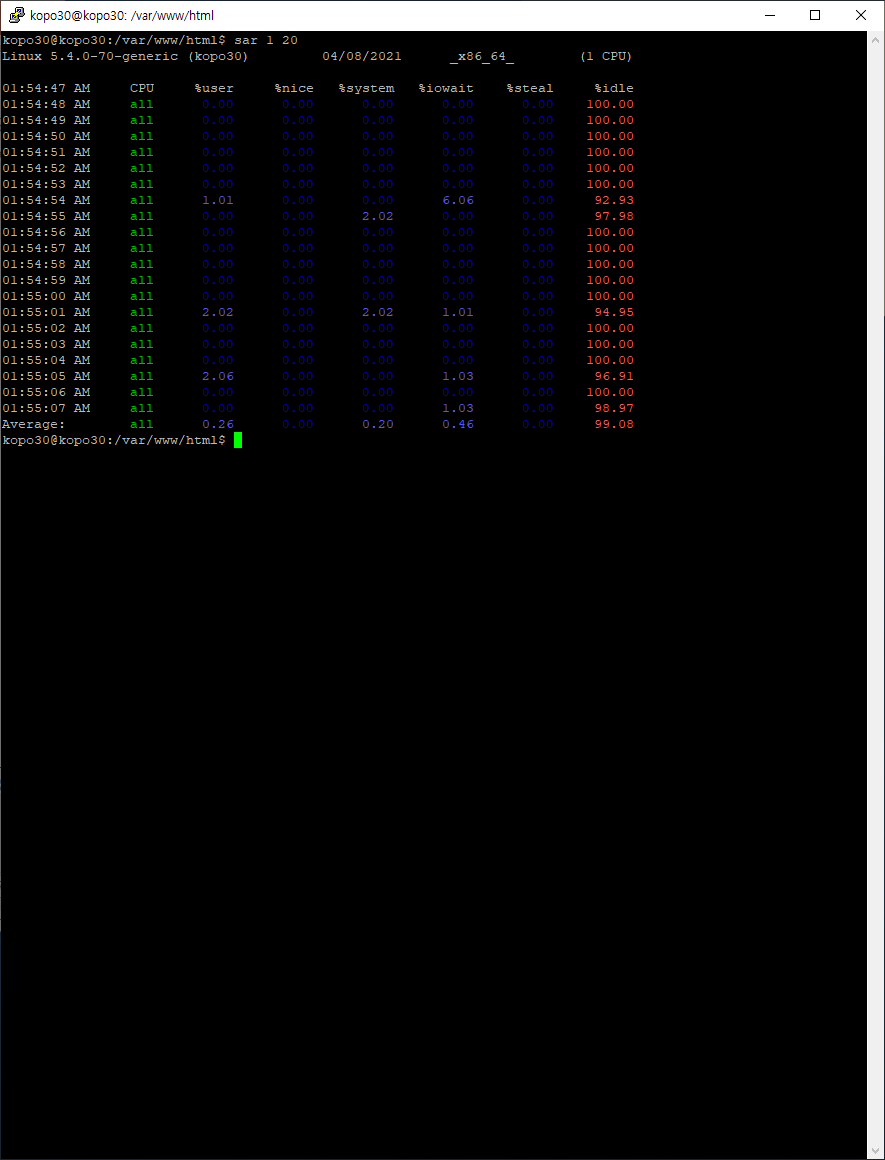 kopo30@kopo30: /var/www/html
kopo30@kopo30:/var/www/html$ sar 1 20
Linux 5.4.0-70-generic (kopo30) 04/08/2021 _x86_64_ (1 CPU)
01:54:47 AM CPU %user %nice %system %iowait %steal %idle
01:54:48 AM all 0.00 0.00 0.00 0.00 0.00 100.00
01:54:49 AM all 0.00 0.00 0.00 0.00 0.00 100.00
01:54:50 AM all 0.00 0.00 0.00 0.00 0.00 100.00
01:54:51 AM all 0.00 0.00 0.00 0.00 0.00 100.00
01:54:52 AM all 0.00 0.00 0.00 0.00 0.00 100.00
01:54:53 AM all 0.00 0.00 0.00 0.00 0.00 100.00
01:54:54 AM all 1.01 0.00 0.00 6.06 0.00 92.93
01:54:55 AM all 0.00 0.00 2.02 0.00 0.00 97.98
01:54:56 AM all 0.00 0.00 0.00 0.00 0.00 100.00
01:54:57 AM all 0.00 0.00 0.00 0.00 0.00 100.00
01:54:58 AM all 0.00 0.00 0.00 0.00 0.00 100.00
01:54:59 AM all 0.00 0.00 0.00 0.00 0.00 100.00
01:55:00 AM all 0.00 0.00 0.00 0.00 0.00 100.00
01:55:01 AM all 2.02 0.00 2.02 1.01 0.00 94.95
01:55:02 AM all 0.00 0.00 0.00 0.00 0.00 100.00
01:55:03 AM all 0.00 0.00 0.00 0.00 0.00 100.00
01:55:04 AM all 0.00 0.00 0.00 0.00 0.00 100.00
01:55:05 AM all 2.06 0.00 0.00 1.03 0.00 96.91
01:55:06 AM all 0.00 0.00 0.00 0.00 0.00 100.00
01:55:07 AM all 0.00 0.00 0.00 1.03 0.00 98.97
Average: all 0.26 0.00 0.20 0.46 0.00 99.08
kopo30@kopo30:/var/www/html$